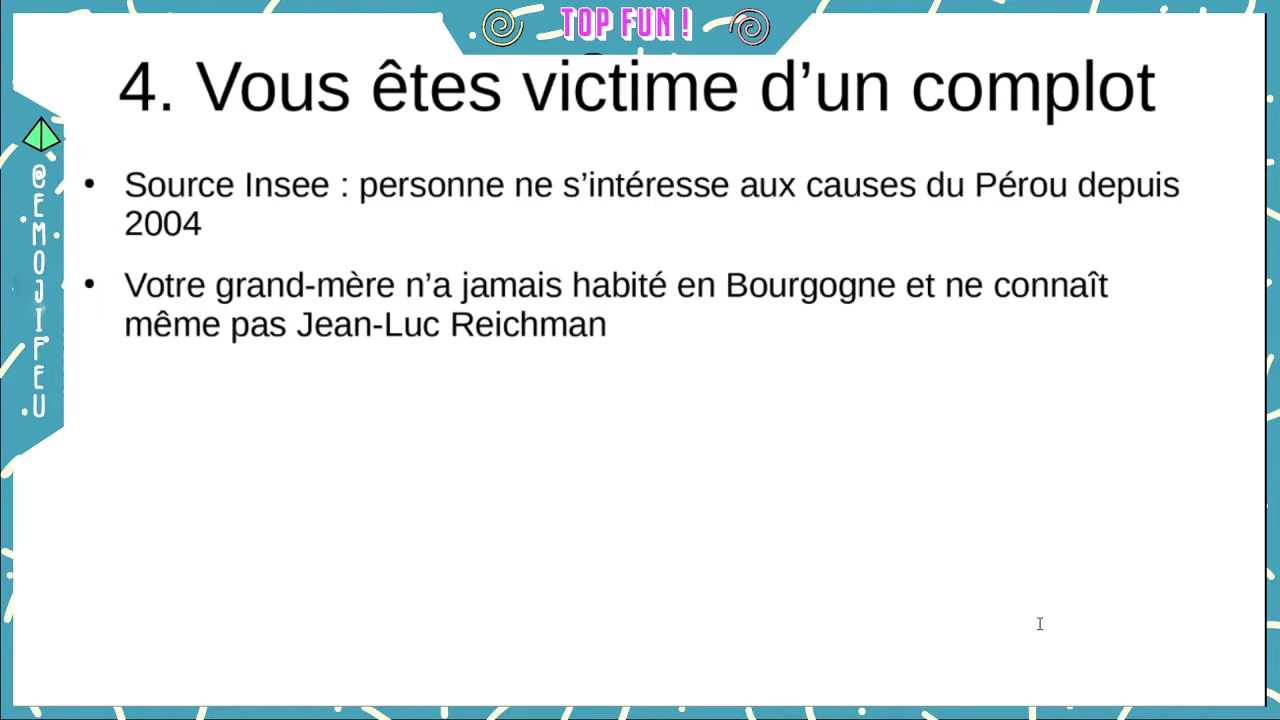 TOP FUN !
4. Vous êtes victime d’un complot
@EMOJIFEU
• Source Insee : personne ne s’intéresse aux causes du Pérou depuis
2004
• Votre grand-mère n’a jamais habité en Bourgogne et ne connaît
même pas Jean-Luc Reichman